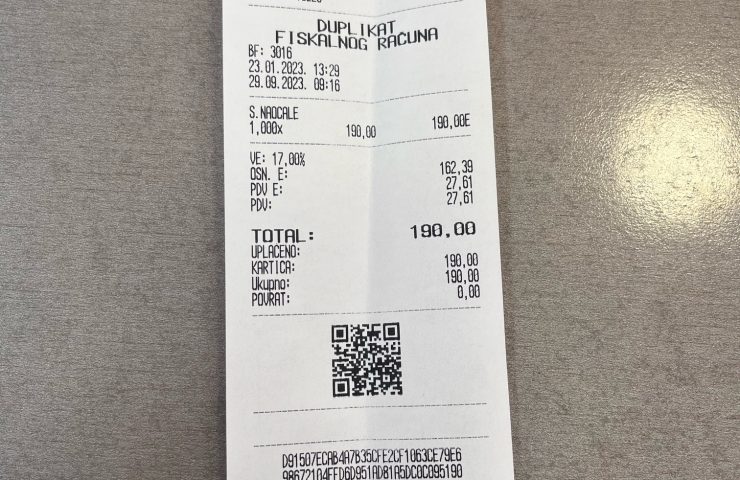 DUPLIKAT
FISKALNOG RACUNA
BF: 3016
23.01.2023. 13:29
29.09.2023. 09:16
S.NAOCALE
1,000x 190,00 190,00E
VE: 17,00%
OSN. E: 162,39
PDV E: 27,61
PDV: 27,61
TOTAL: 190,00
UPLACENO:
KARTICA: 190,00
Ukupno: 190,00
POVRAT: 0,00
D91507ECAB4A7B35CFE2CF1063CE79E6